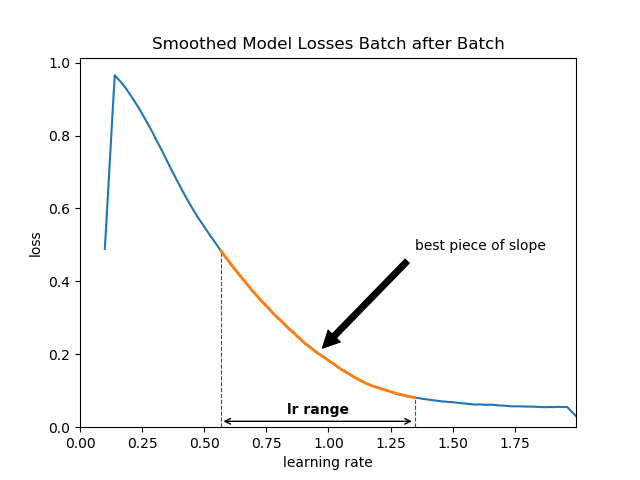 Smoothed Model Losses Batch after Batch
1.0
0.8
0.6
0.4
0.2
0.0
loss
best piece of slope
lr range
0.00 0.25 0.50 0.75 1.00 1.25 1.50 1.75
learning rate